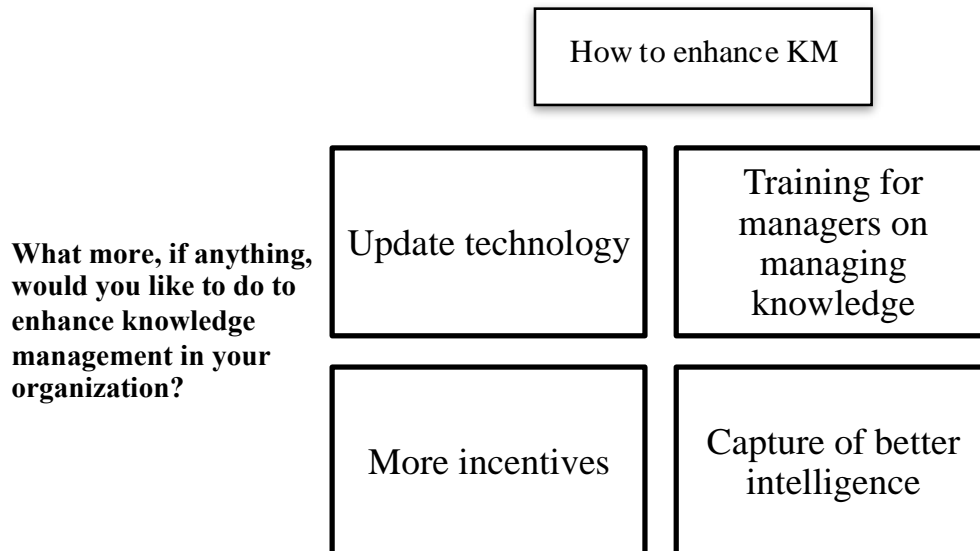 How to enhance KM
What more, if anything,
would you like to do to
enhance knowledge
management in your
organization?
Update technology
Training for
managers on
managing
knowledge
More incentives
Capture of better
intelligence